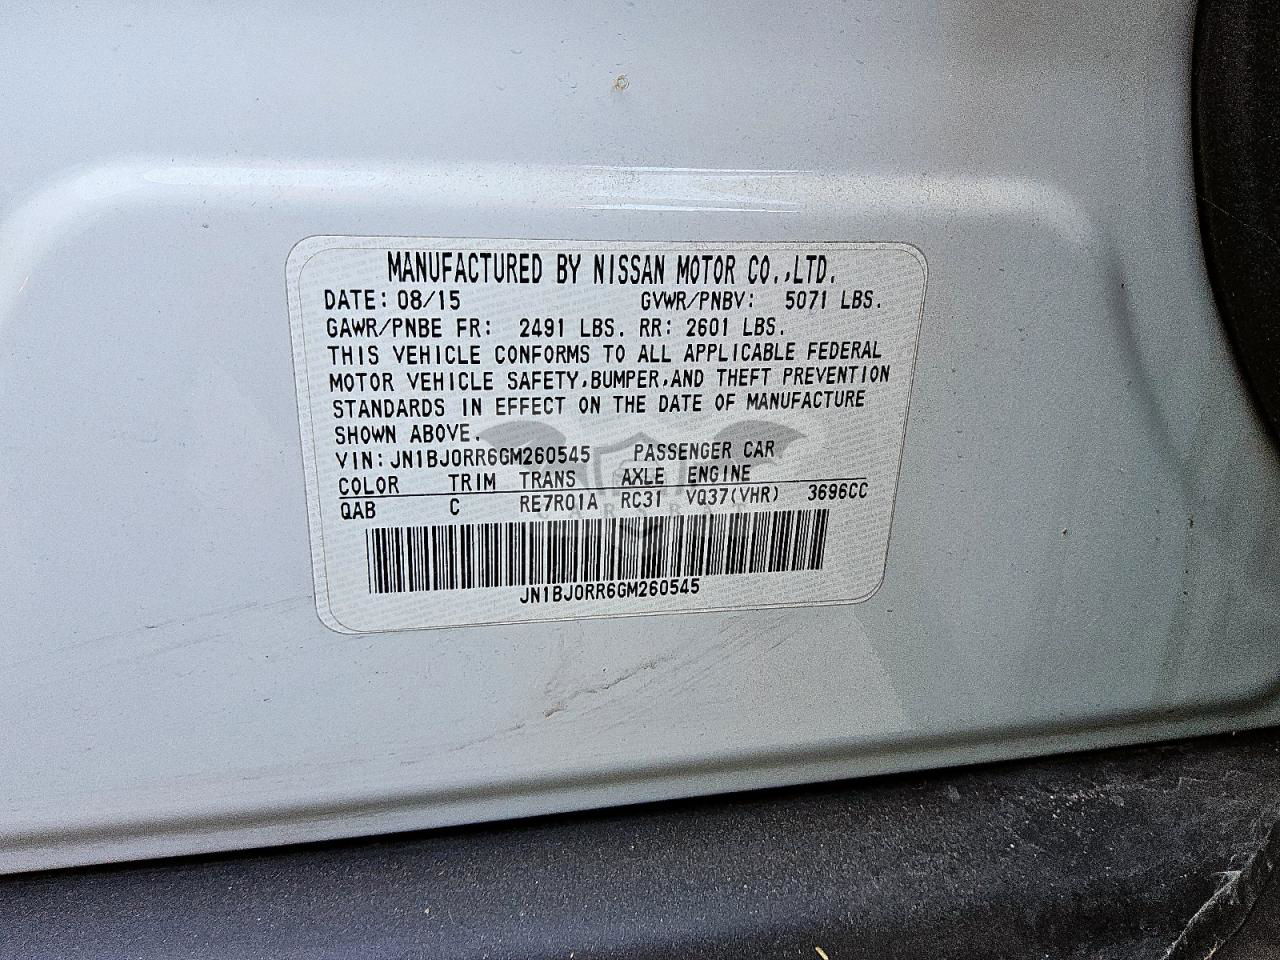 MANUFACTURED BY NISSAN MOTOR CO.,LTD.
DATE: 08/15 GVWR/PNBV: 5071 LBS.
GAWR/PNBE FR: 2491 LBS. RR: 2601 LBS.
THIS VEHICLE CONFORMS TO ALL APPLICABLE FEDERAL
MOTOR VEHICLE SAFETY,BUMPER,AND THEFT PREVENTION
STANDARDS IN EFFECT ON THE DATE OF MANUFACTURE
SHOWN ABOVE.
VIN: JN1BJ0RR6GM260545 PASSENGER CAR
COLOR TRIM TRANS AXLE ENGINE
QAB C RE7R01A RC31 VQ37(VHR) 3696CC
JN1BJ0RR6GM260545